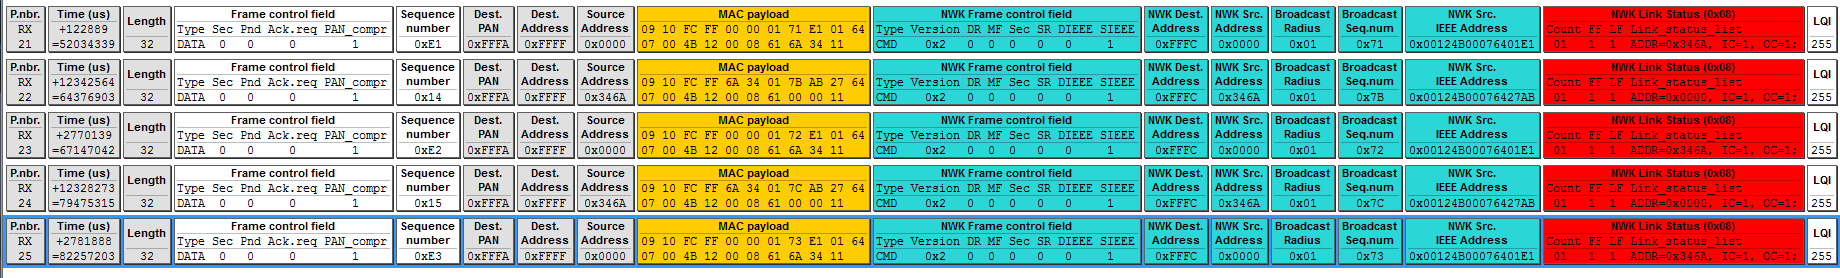 P.nbr. Time (us) Length Frame control field Sequence Dest. Dest. Source MAC payload NWK Frame control field NWK Dest. NWK Src. Broadcast Broadcast NWK Src. NWK Link Status (0x08) LQI
RX +122889 Type Sec Pnd Ack.req PAN_compr number PAN Address Address 09 10 FC FF 00 00 01 71 E1 01 64 Type Version DR MF Sec SR DIEEE SIEEE Address Address Radius Seq.num IEEE Address Count FF LF Link_status_list
21 =52034339 32 DATA 0 0 0 1 0xE1 0xFFFA 0xFFFF 0x0000 07 00 4B 12 00 08 61 6A 34 11 CMD 0x2 0 0 0 0 0 1 0xFFFC 0x0000 0x01 0x71 0x00124B00076401E1 01 1 1 ADDR=0x346A, IC=1, OC=1; 255
P.nbr. Time (us) Length Frame control field Sequence Dest. Dest. Source MAC payload NWK Frame control field NWK Dest. NWK Src. Broadcast Broadcast NWK Src. NWK Link Status (0x08) LQI
RX +12342564 Type Sec Pnd Ack.req PAN_compr number PAN Address Address 09 10 FC FF 6A 34 01 7B AB 27 64 Type Version DR MF Sec SR DIEEE SIEEE Address Address Radius Seq.num IEEE Address Count FF LF Link_status_list
22 =64376903 32 DATA 0 0 0 1 0x14 0xFFFA 0xFFFF 0x346A 07 00 4B 12 00 08 61 00 00 11 CMD 0x2 0 0 0 0 0 1 0xFFFC 0x346A 0x01 0x7B 0x00124B00076427AB 01 1 1 ADDR=0x0000, IC=1, OC=1; 255
P.nbr. Time (us) Length Frame control field Sequence Dest. Dest. Source MAC payload NWK Frame control field NWK Dest. NWK Src. Broadcast Broadcast NWK Src. NWK Link Status (0x08) LQI
RX +2770139 Type Sec Pnd Ack.req PAN_compr number PAN Address Address 09 10 FC FF 00 00 01 72 E1 01 64 Type Version DR MF Sec SR DIEEE SIEEE Address Address Radius Seq.num IEEE Address Count FF LF Link_status_list
23 =67147042 32 DATA 0 0 0 1 0xE2 0xFFFA 0xFFFF 0x0000 07 00 4B 12 00 08 61 6A 34 11 CMD 0x2 0 0 0 0 0 1 0xFFFC 0x0000 0x01 0x72 0x00124B00076401E1 01 1 1 ADDR=0x346A, IC=1, OC=1; 255
P.nbr. Time (us) Length Frame control field Sequence Dest. Dest. Source MAC payload NWK Frame control field NWK Dest. NWK Src. Broadcast Broadcast NWK Src. NWK Link Status (0x08) LQI
RX +12328273 Type Sec Pnd Ack.req PAN_compr number PAN Address Address 09 10 FC FF 6A 34 01 7C AB 27 64 Type Version DR MF Sec SR DIEEE SIEEE Address Address Radius Seq.num IEEE Address Count FF LF Link_status_list
24 =79475315 32 DATA 0 0 0 1 0x15 0xFFFA 0xFFFF 0x346A 07 00 4B 12 00 08 61 00 00 11 CMD 0x2 0 0 0 0 0 1 0xFFFC 0x346A 0x01 0x7C 0x00124B00076427AB 01 1 1 ADDR=0x0000, IC=1, OC=1; 255
P.nbr. Time (us) Length Frame control field Sequence Dest. Dest. Source MAC payload NWK Frame control field NWK Dest. NWK Src. Broadcast Broadcast NWK Src. NWK Link Status (0x08) LQI
RX +2781888 Type Sec Pnd Ack.req PAN_compr number PAN Address Address 09 10 FC FF 00 00 01 73 E1 01 64 Type Version DR MF Sec SR DIEEE SIEEE Address Address Radius Seq.num IEEE Address Count FF LF Link_status_list
25 =82257203 32 DATA 0 0 0 1 0xE3 0xFFFA 0xFFFF 0x0000 07 00 4B 12 00 08 61 6A 34 11 CMD 0x2 0 0 0 0 0 1 0xFFFC 0x0000 0x01 0x73 0x00124B00076401E1 01 1 1 ADDR=0x346A, IC=1, OC=1; 255